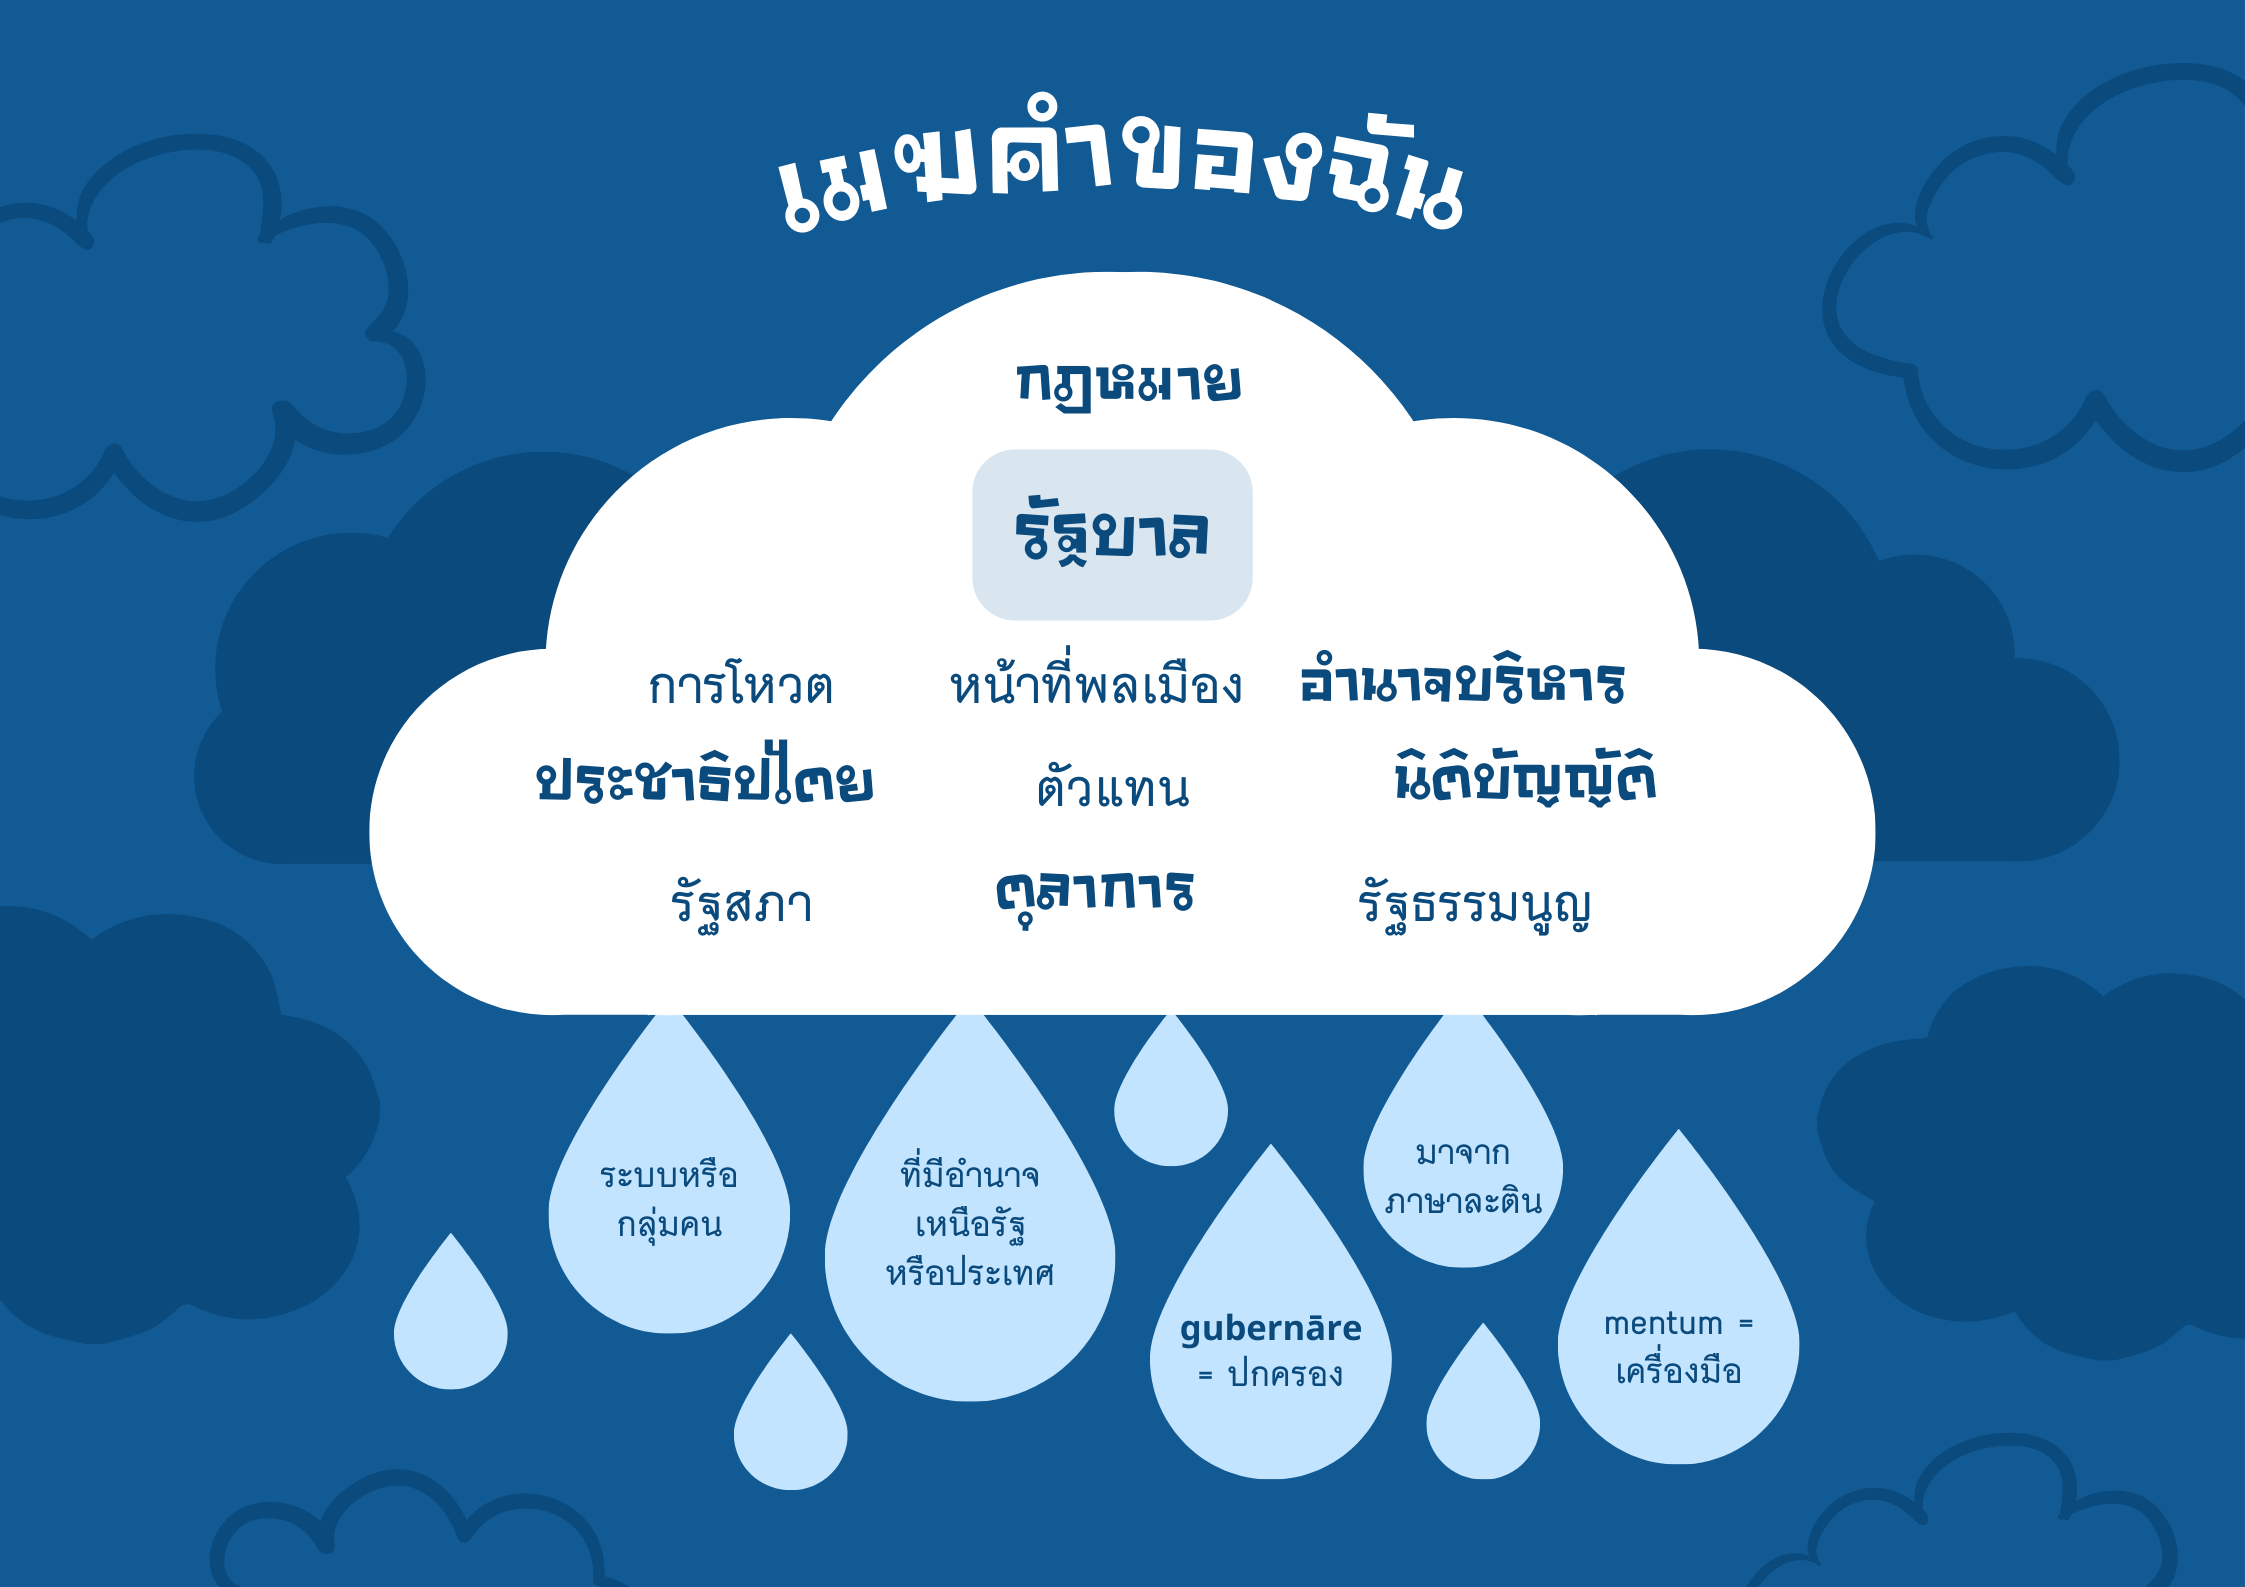 เมฆคำของฉัน
กฎหมาย
รัฐบาล
การโหวต
หน้าที่พลเมือง
อำนาจบริหาร
ประชาธิปไตย
ตัวแทน
นิติบัญญัติ
รัฐสภา
ตุลาการ
รัฐธรรมนูญ
ระบบหรือ
กลุ่มคน
ที่มีอำนาจ
เหนือรัฐ
หรือประเทศ
gubernāre
= ปกครอง
มาจาก
ภาษาละติน
mentum =
เครื่องมือ